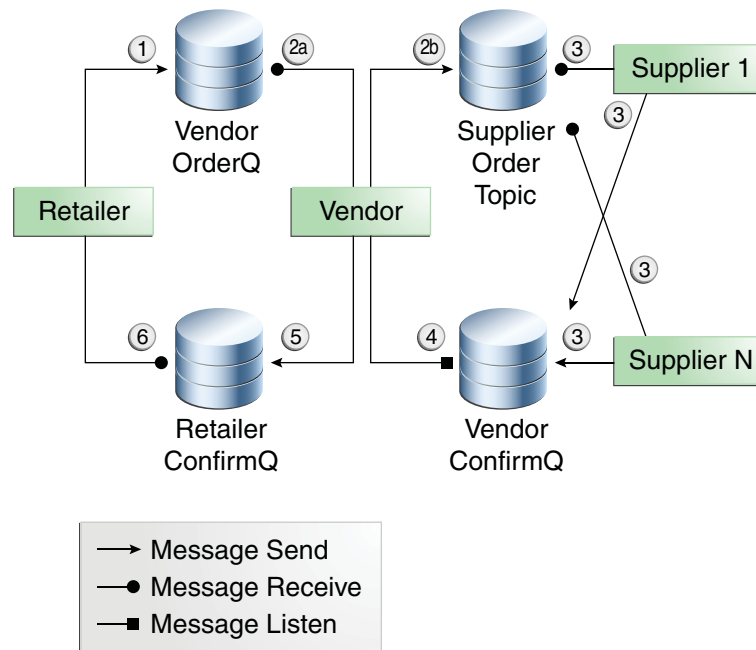 1
2a
2b
3
Supplier 1
Vendor
OrderQ
Supplier
Order
Topic
3
Retailer
Vendor
3
6
5
4
3
Supplier N
Retailer
ConfirmQ
Vendor
ConfirmQ
Message Send
Message Receive
Message Listen